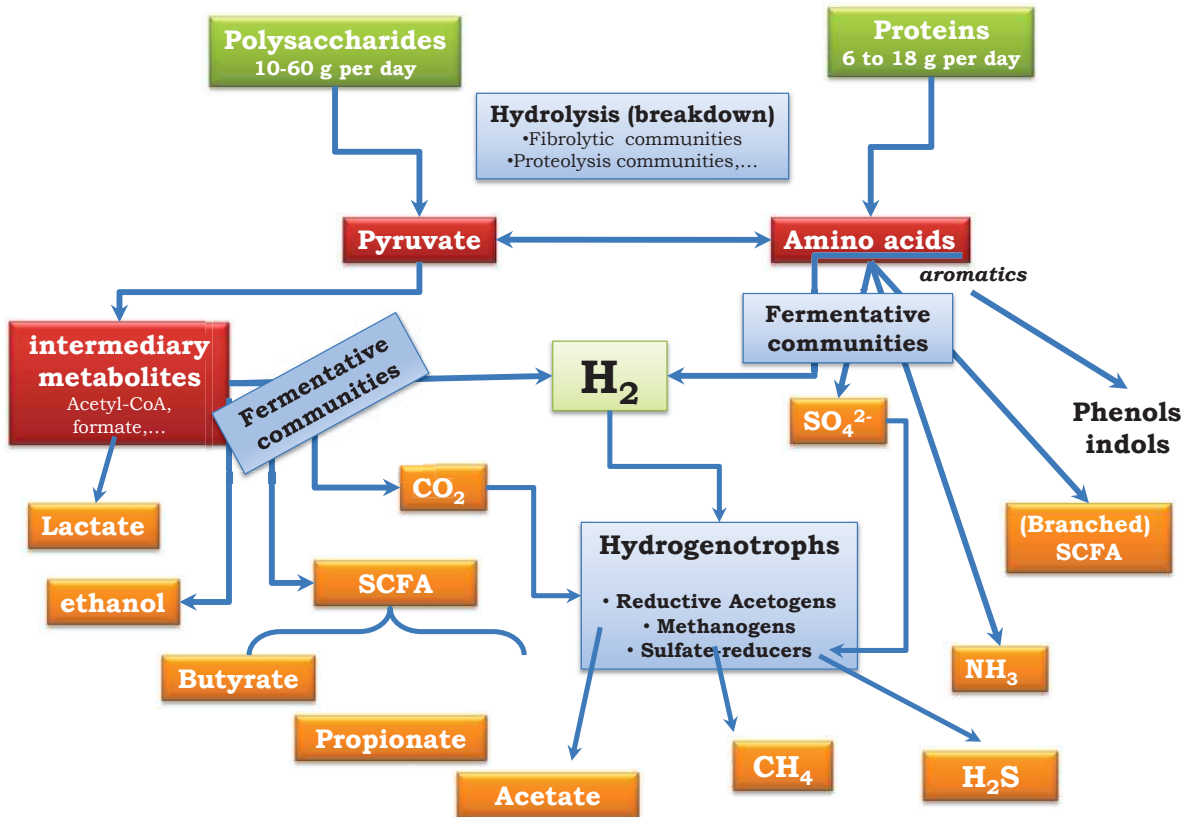 Polysaccharides
10-60 g per day
Proteins
6 to 18 g per day
Hydrolysis (breakdown)
•Fibrolytic communities
•Proteolysis communities,...
Pyruvate
Amino acids
aromatics
intermediary
metabolites
Acetyl-CoA,
formate,...
Fermentative
communities
H₂
Fermentative
communities
SO₄²⁻
Phenols
indols
CO₂
Lactate
(Branched)
SCFA
Hydrogenotrophs
• Reductive Acetogens
• Methanogens
• Sulfate-reducers
SCFA
ethanol
Butyrate
NH₃
Propionate
CH₄
H₂S
Acetate